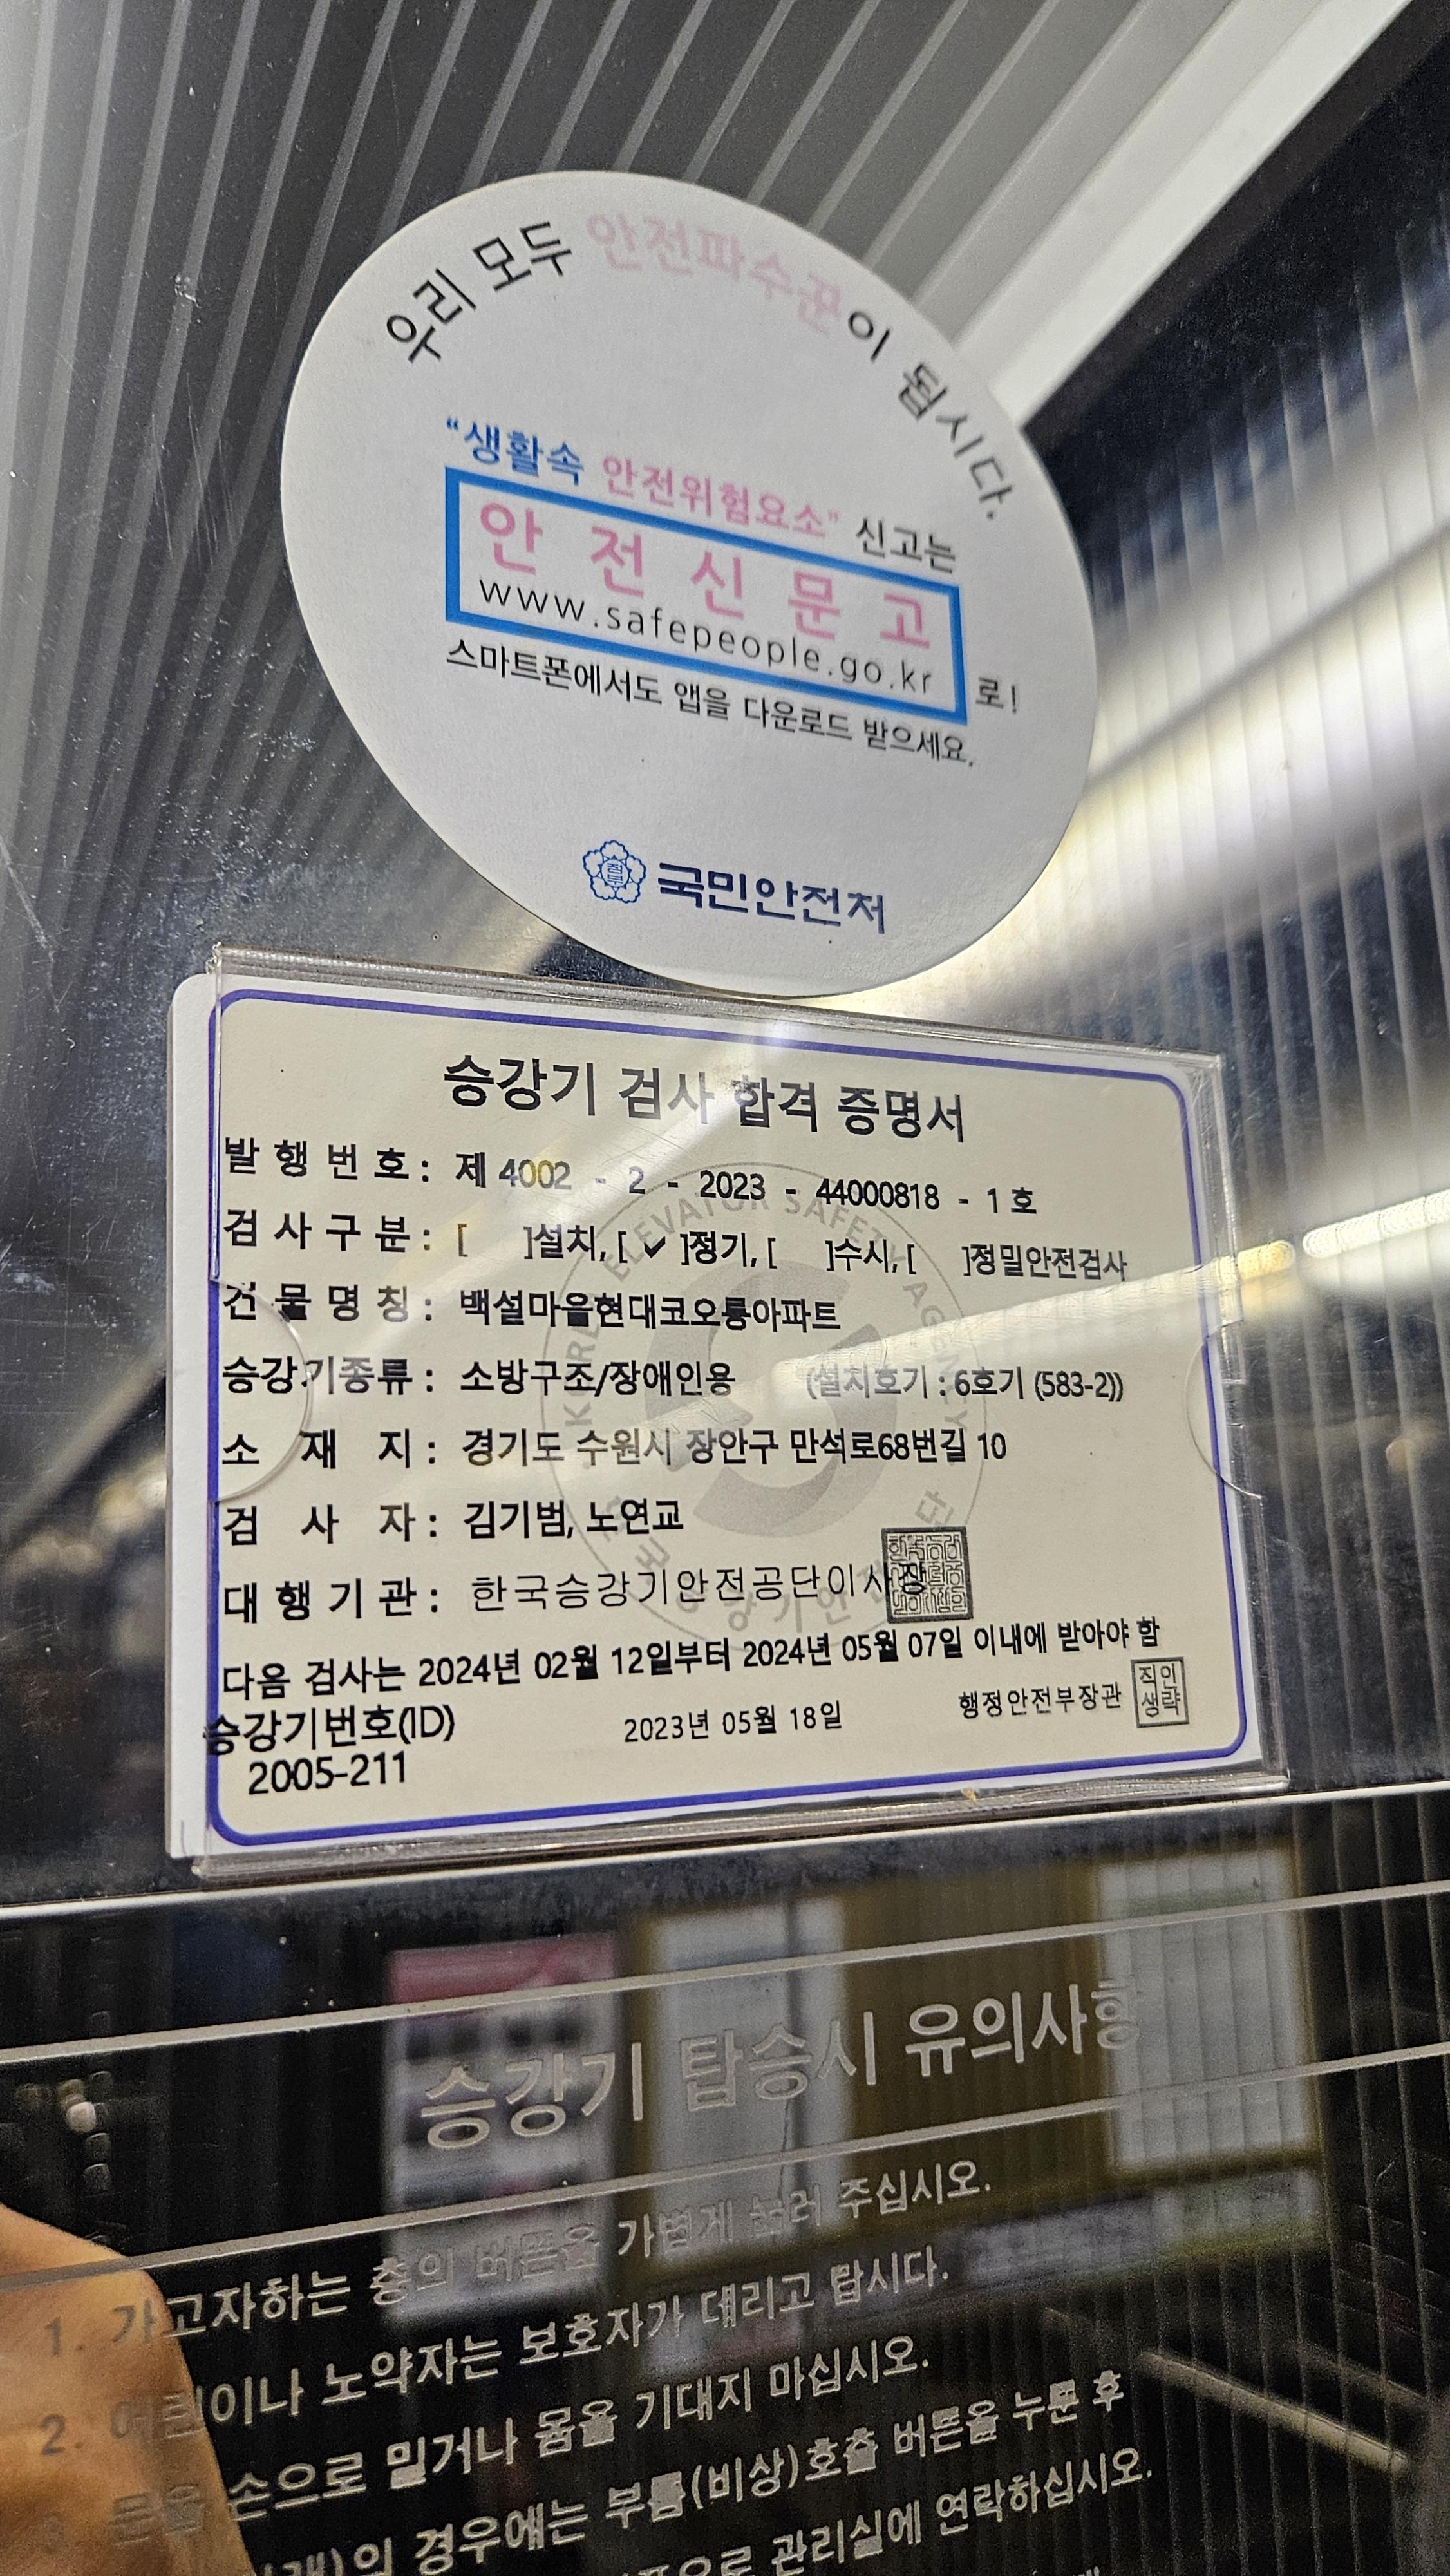 우리 모두 안전파수꾼이 됩시다.
"생활속 안전위험요소" 신고는
안전신문고
www.safepeople.go.kr 로!
스마트폰에서도 앱을 다운로드 받으세요.
국민안전처
승강기 검사 합격 증명서
발 행 번 호 : 제 4002 - 2 - 2023 - 44000818 - 1 호
검 사 구 분 : [ ]설치, [ ✔ ]정기, [ ]수시, [ ]정밀안전검사
건 물 명 칭 : 백설마을현대코오롱아파트
승강기종류 : 소방구조/장애인용 (설치호기 : 6호기 (583-2))
소 재 지 : 경기도 수원시 장안구 만석로68번길 10
검 사 자 : 김기범, 노연교
대 행 기 관 : 한국승강기안전공단이사장
다음 검사는 2024년 02월 12일부터 2024년 05월 07일 이내에 받아야 함
승강기번호(ID)
2005-211
2023년 05월 18일
행정안전부장관 직인생략
KOREA ELEVATOR SAFETY AGENCY
승강기 탑승시 유의사항
1. 가고자하는 층의 버튼을 가볍게 눌러 주십시오.
2. 어린이나 노약자는 보호자가 데리고 탑시다.
문을 손으로 밀거나 몸을 기대지 마십시오.
의 경우에는 부름(비상)호출 버튼을 누른 후
관리실에 연락하십시오.